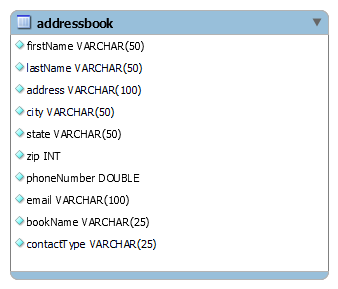 addressbook
firstName VARCHAR(50)
lastName VARCHAR(50)
address VARCHAR(100)
city VARCHAR(50)
state VARCHAR(50)
zip INT
phoneNumber DOUBLE
email VARCHAR(100)
bookName VARCHAR(25)
contactType VARCHAR(25)